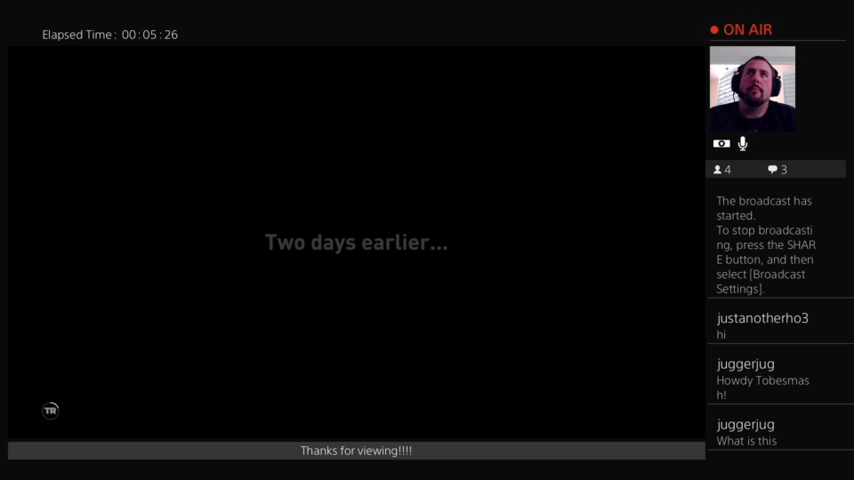 Elapsed Time: 00:05:26
ON AIR
4
3
The broadcast has
started.
To stop broadcasti
ng, press the SHAR
E button, and then
select [Broadcast
Settings].
justanotherho3
hi
Two days earlier...
juggerjug
Howdy Tobesmas
h!
juggerjug
What is this
TR
Thanks for viewing!!!!